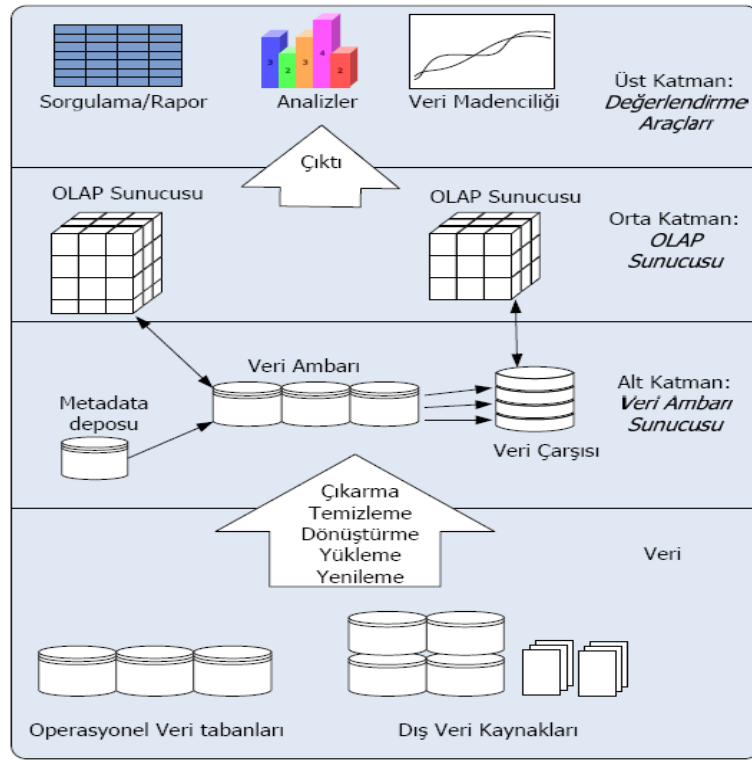 Sorgulama/Rapor
3
2
3
4
2
Analizler
Veri Madenciliği
Üst Katman:
Değerlendirme
Araçları
Çıktı
OLAP Sunucusu
OLAP Sunucusu
Orta Katman:
OLAP
Sunucusu
Veri Ambarı
Metadata
deposu
Veri Çarşısı
Alt Katman:
Veri Ambarı
Sunucusu
Çıkarma
Temizleme
Dönüştürme
Yükleme
Yenileme
Veri
Operasyonel Veri tabanları
Dış Veri Kaynakları